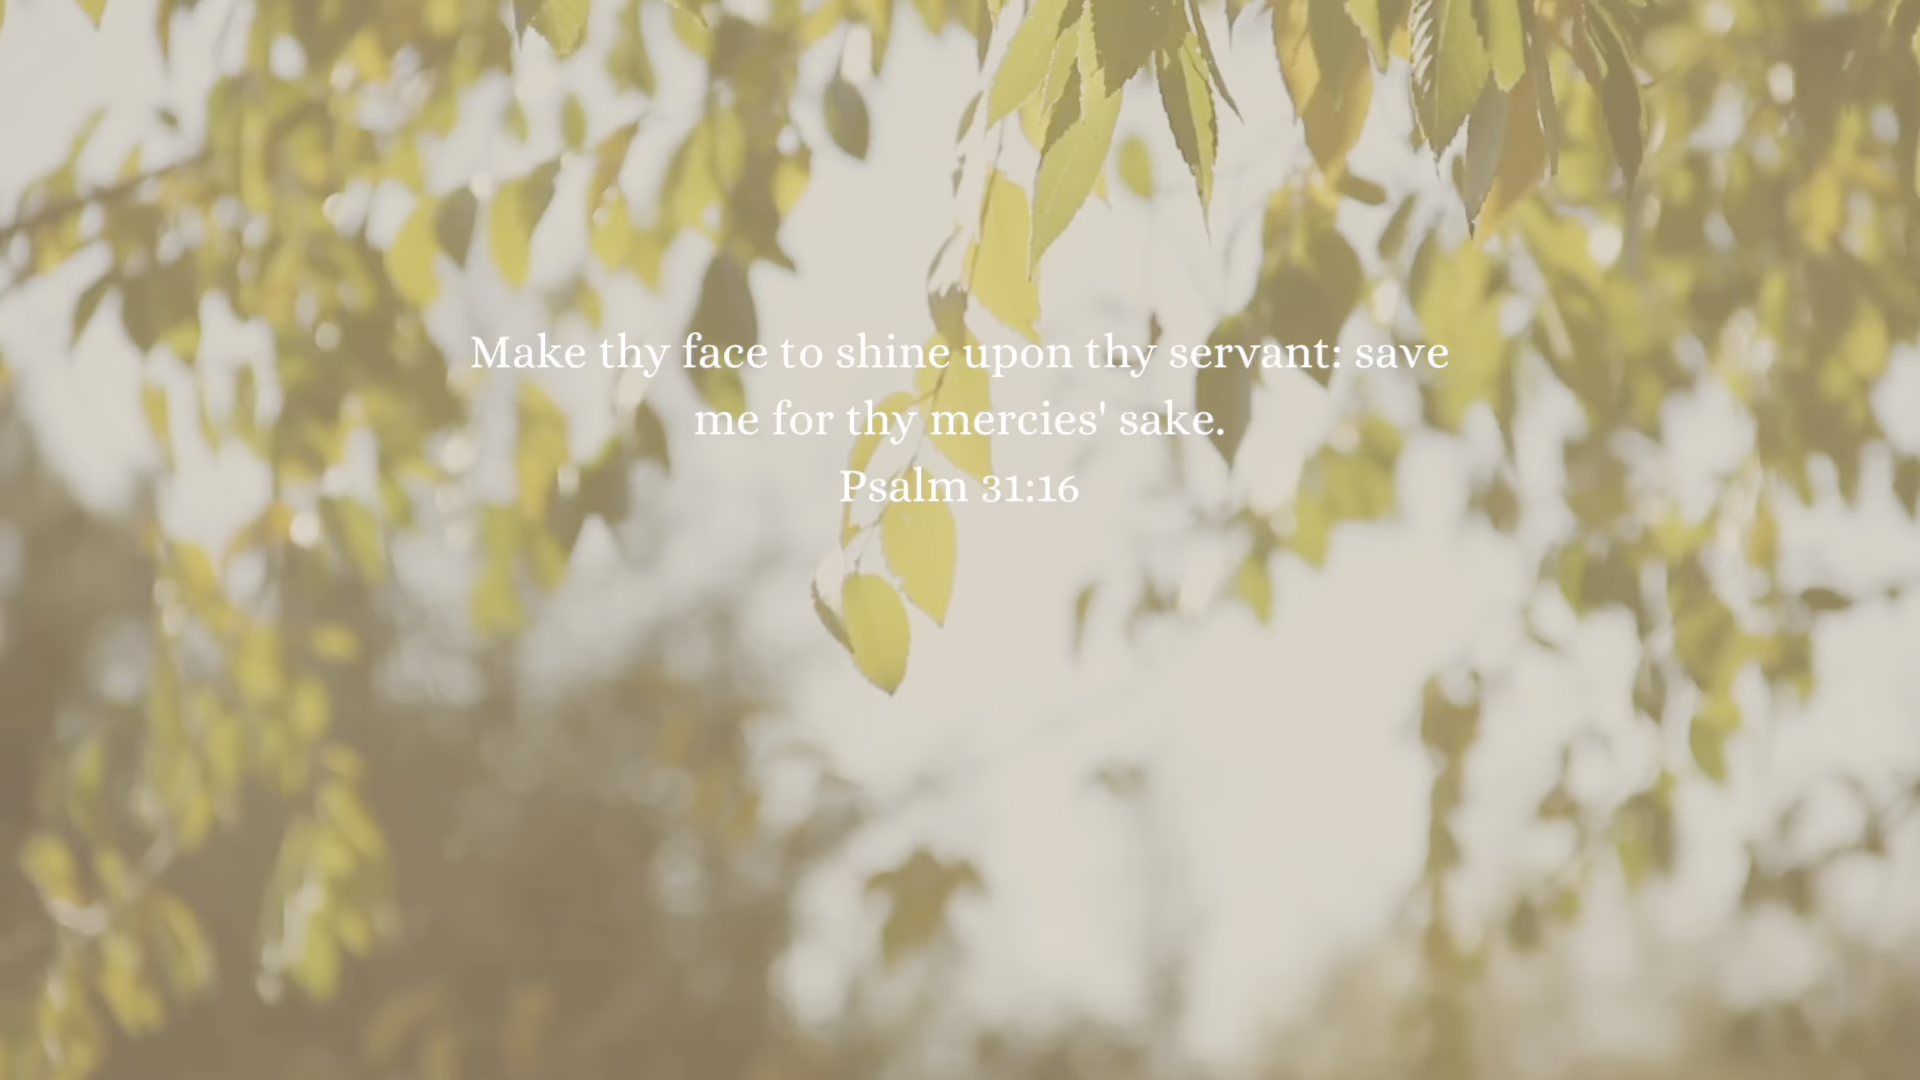 Make thy face to shine upon thy servant: save
me for thy mercies' sake.
Psalm 31:16